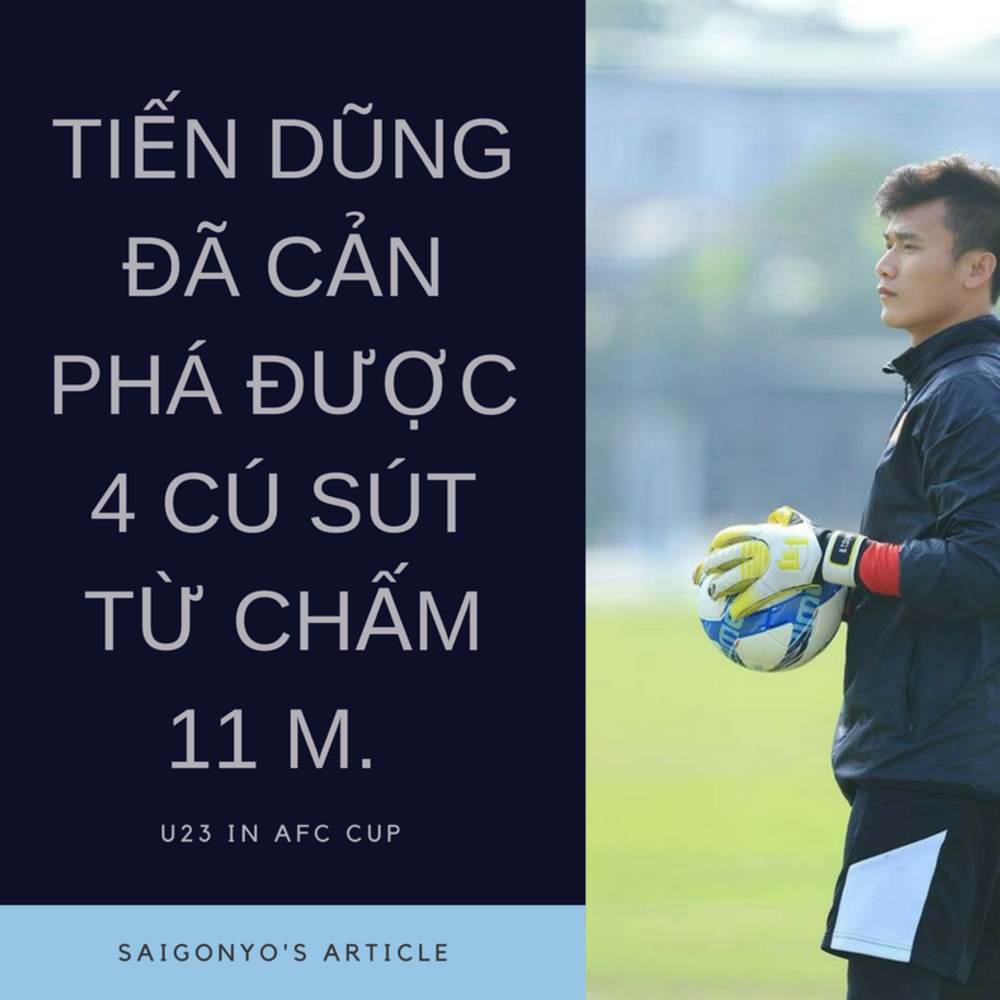 TIẾN DŨNG
ĐÃ CẢN
PHÁ ĐƯỢC
4 CÚ SÚT
TỪ CHẤM
11 M.
U23 IN AFC CUP
SAIGONYO'S ARTICLE